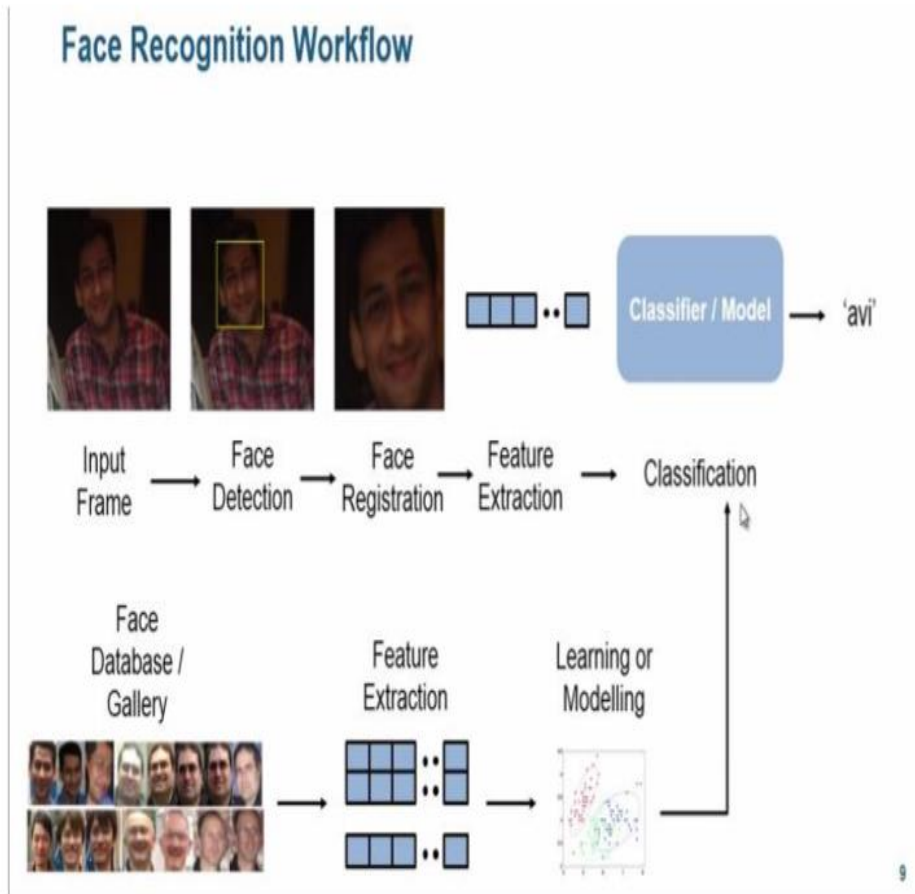 Face Recognition Workflow
Classifier / Model
'avi'
Input
Frame
Face
Detection
Face
Registration
Feature
Extraction
Classification
Face
Database /
Gallery
Feature
Extraction
Learning or
Modelling
9